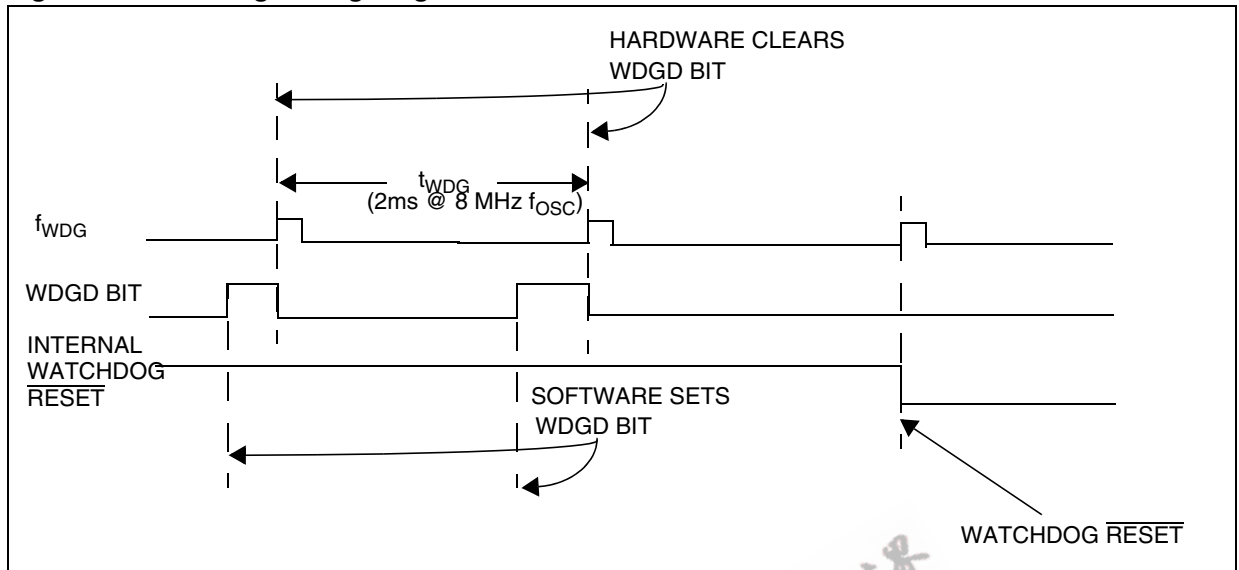 HARDWARE CLEARS
WDGD BIT
tWDG
(2ms @ 8 MHz fOSC)
fWDG
WDGD BIT
INTERNAL
WATCHDOG
RESET
SOFTWARE SETS
WDGD BIT
WATCHDOG RESET